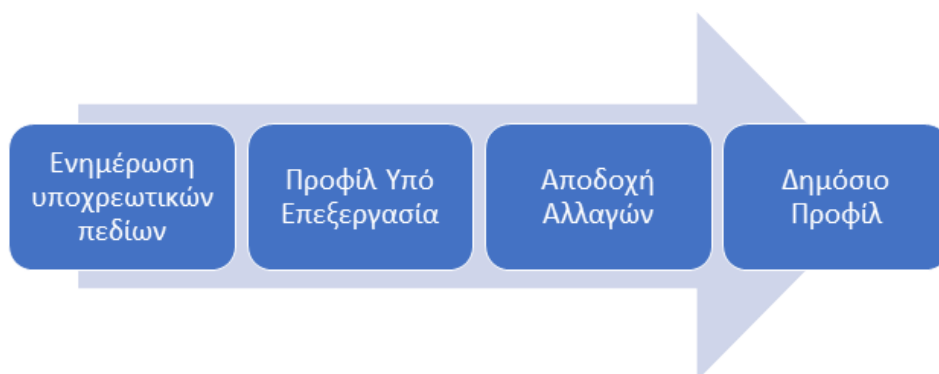 Ενημέρωση
υποχρεωτικών
πεδίων
Προφίλ Υπό
Επεξεργασία
Αποδοχή
Αλλαγών
Δημόσιο
Προφίλ